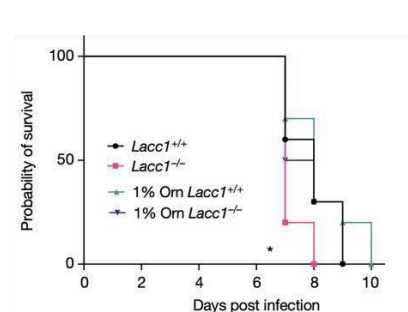 100
50
0
Probability of survival
Lacc1+/+
Lacc1−/−
1% Orn Lacc1+/+
1% Orn Lacc1−/−
*
0 2 4 6 8 10
Days post infection